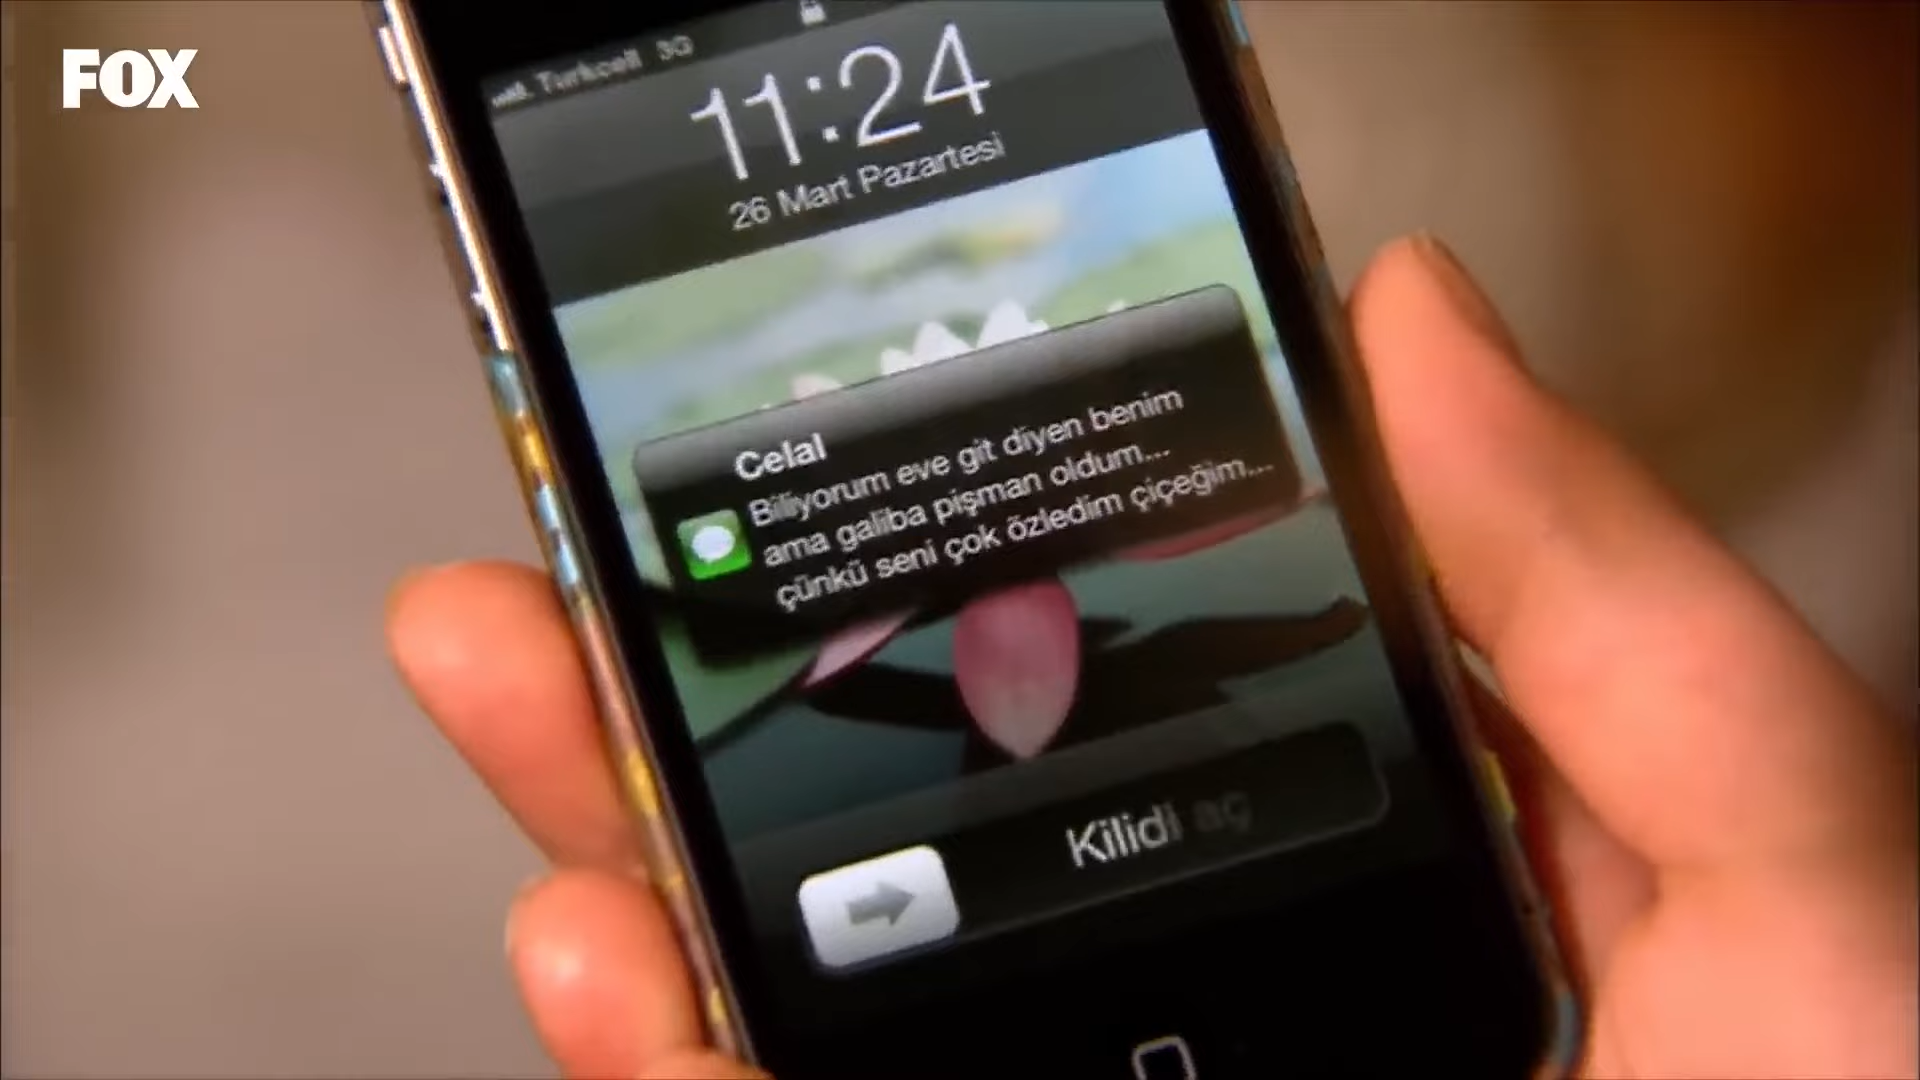 FOX
Turkcell 3G
11:24
26 Mart Pazartesi
Celal
Biliyorum eve git diyen benim
ama galiba pişman oldum...
çünkü seni çok özledim çiçeğim...
Kilidi aç